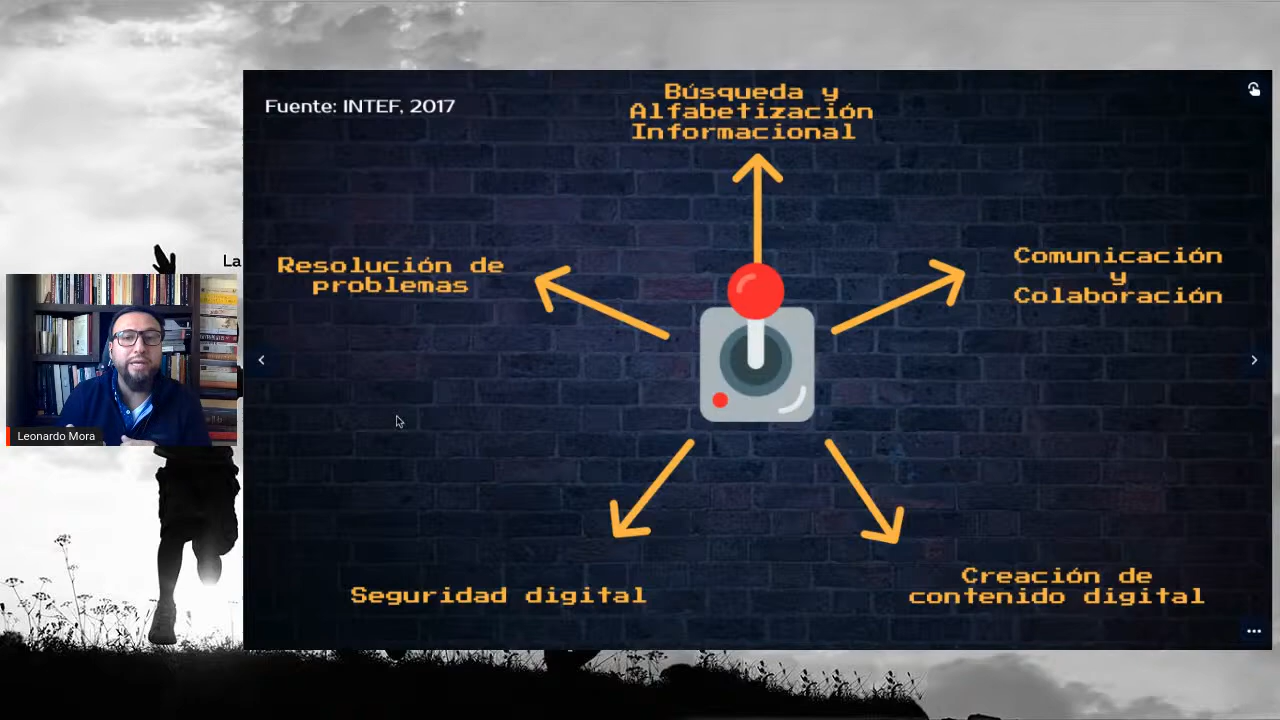 Fuente: INTEF, 2017
Búsqueda y
Alfabetización
Informacional
Resolución de
problemas
Comunicación
y
Colaboración
Seguridad digital
Creación de
contenido digital
La
Leonardo Mora